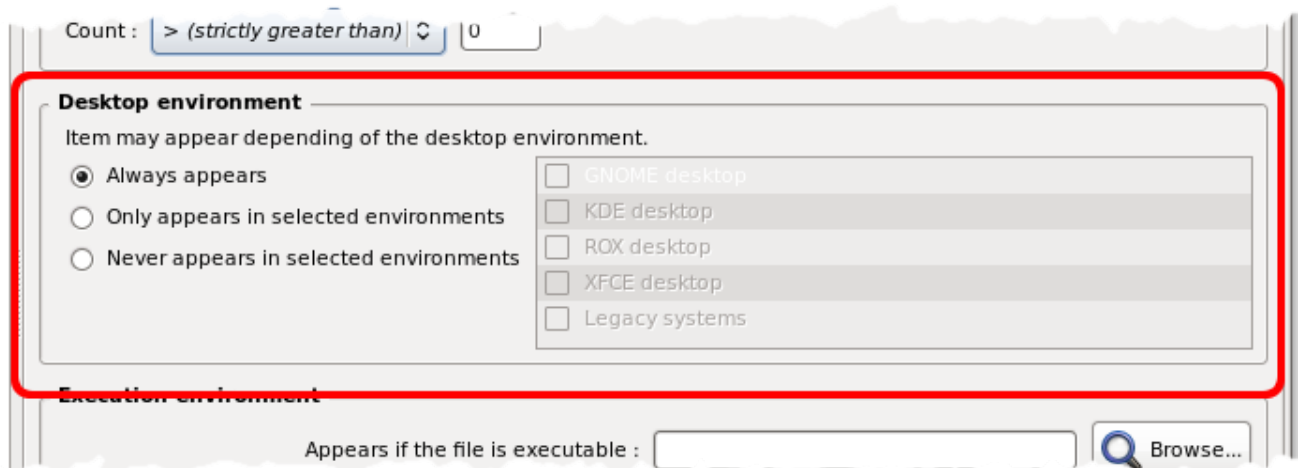 Count : > (strictly greater than) 0
Desktop environment
Item may appear depending of the desktop environment.
Always appears
Only appears in selected environments
Never appears in selected environments
GNOME desktop
KDE desktop
ROX desktop
XFCE desktop
Legacy systems
Execution environment
Appears if the file is executable : Browse...